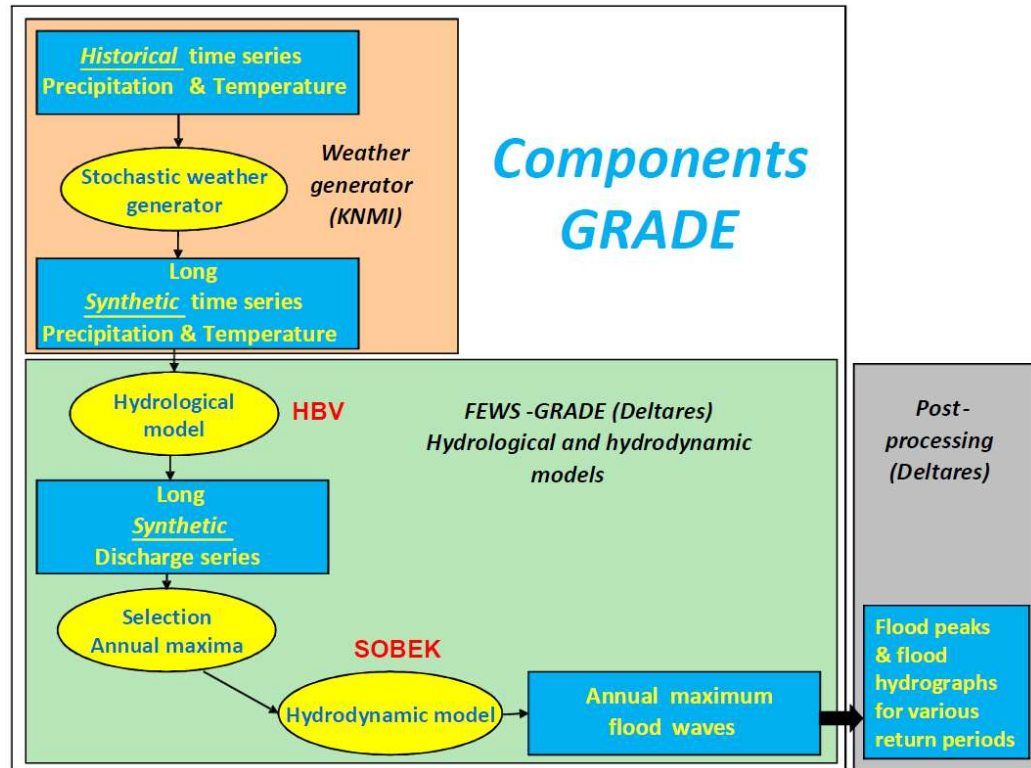 Historical time series
Precipitation & Temperature
Stochastic weather
generator
Weather
generator
(KNMI)
Components
GRADE
Long
Synthetic time series
Precipitation & Temperature
Hydrological
model
HBV
FEWS -GRADE (Deltares)
Hydrological and hydrodynamic
models
Post-
processing
(Deltares)
Long
Synthetic
Discharge series
Selection
Annual maxima
SOBEK
Hydrodynamic model
Annual maximum
flood waves
Flood peaks
& flood
hydrographs
for various
return periods